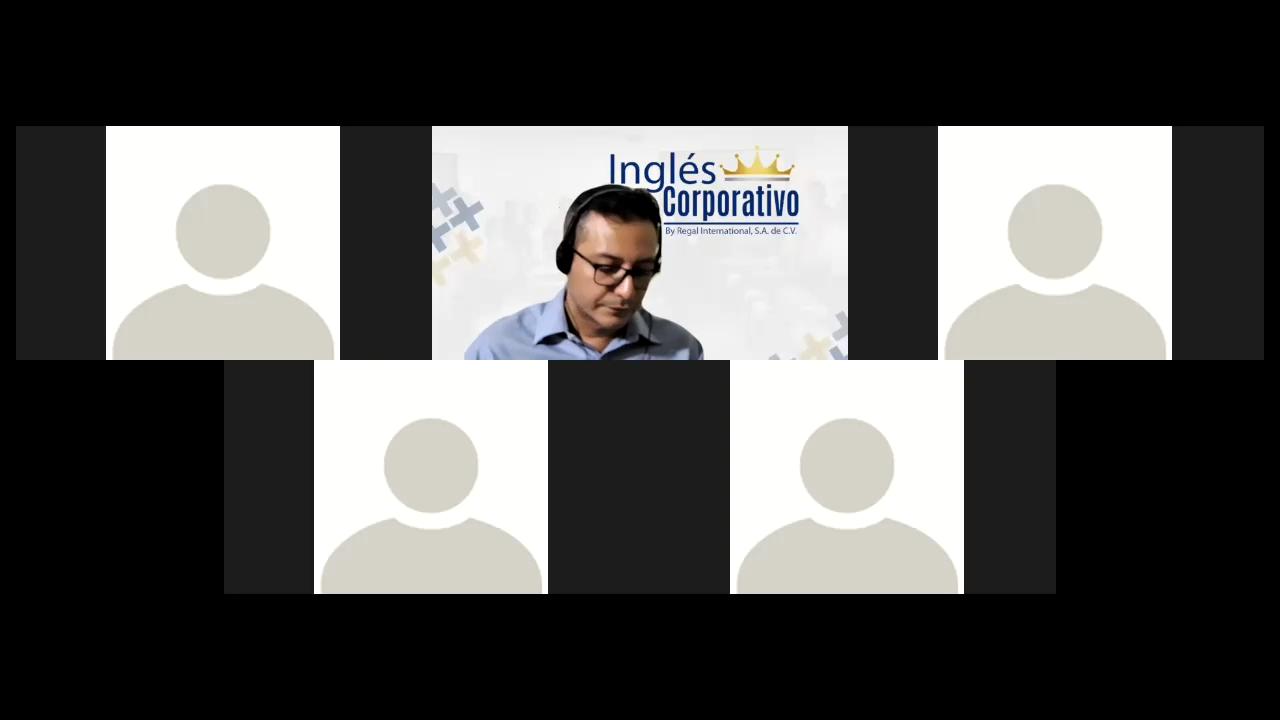 Inglés
Corporativo
By Regal International, S.A. de C.V.